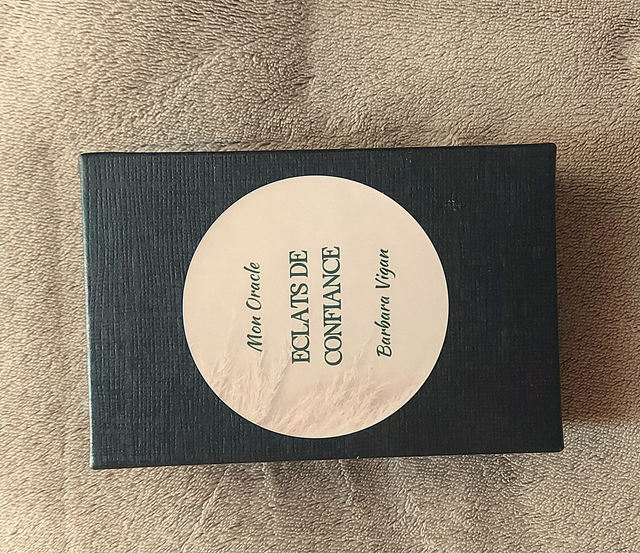 Mon Oracle
ECLATS DE
CONFIANCE
Barbara Vigan